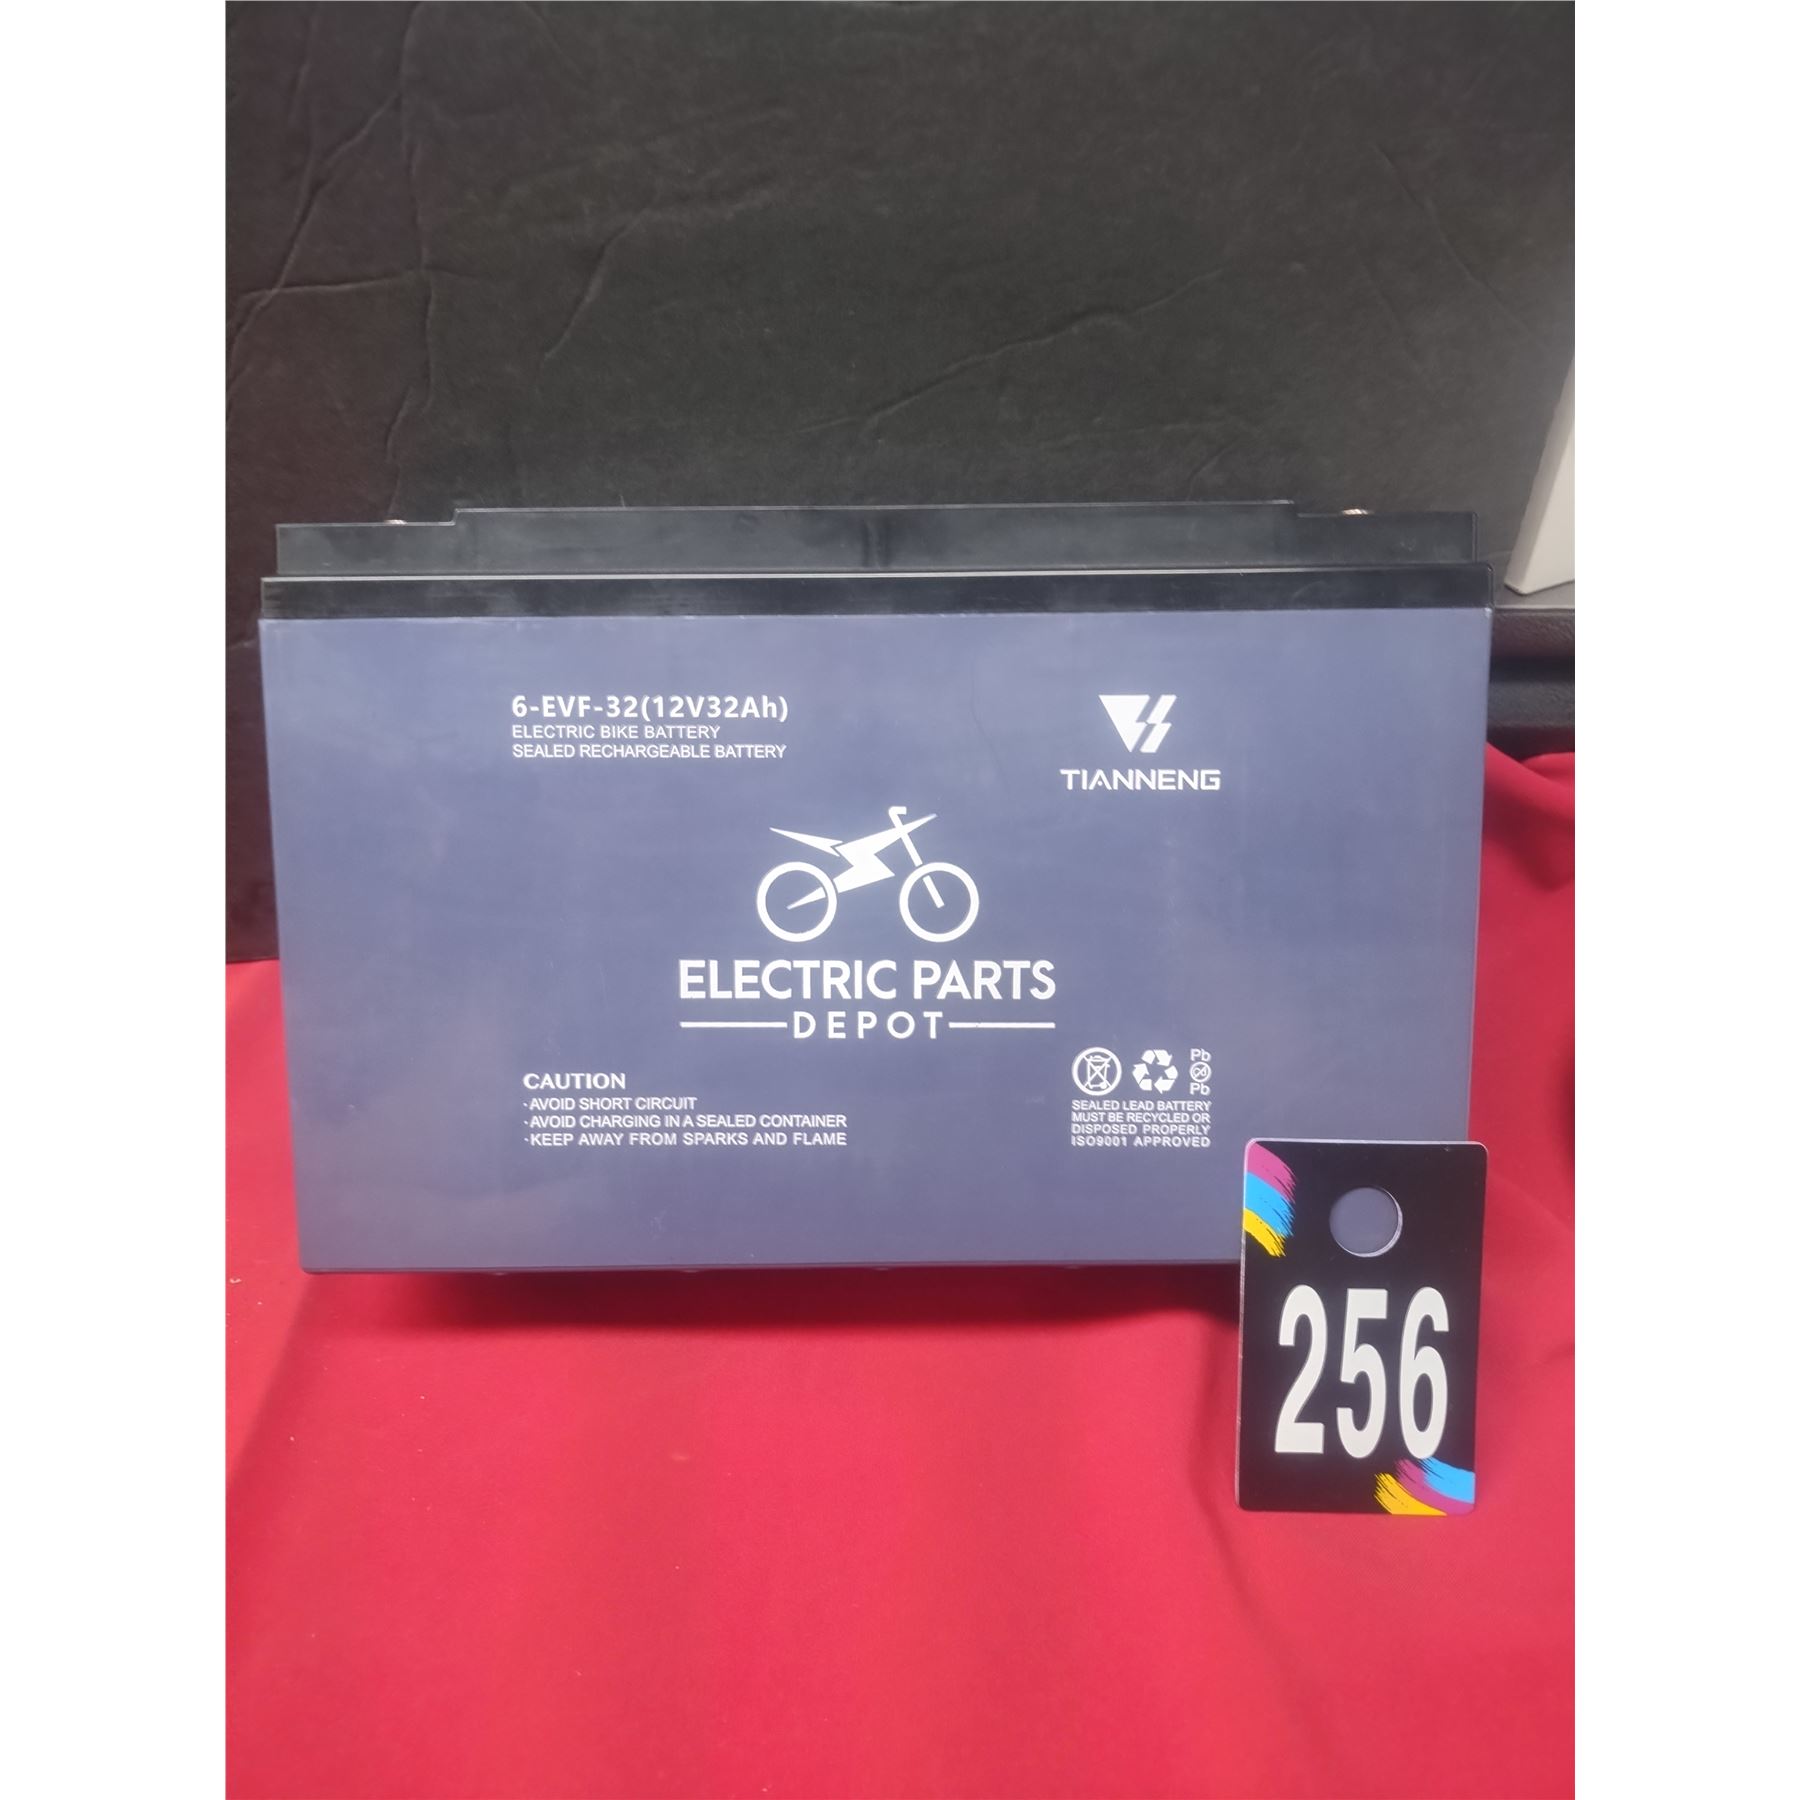 6-EVF-32(12V32Ah)
ELECTRIC BIKE BATTERY
SEALED RECHARGEABLE BATTERY
TIANNENG
ELECTRIC PARTS
DEPOT
CAUTION
·AVOID SHORT CIRCUIT
·AVOID CHARGING IN A SEALED CONTAINER
·KEEP AWAY FROM SPARKS AND FLAME
Pb
Cd
Pb
SEALED LEAD BATTERY
MUST BE RECYCLED OR
DISPOSED PROPERLY
ISO9001 APPROVED
256